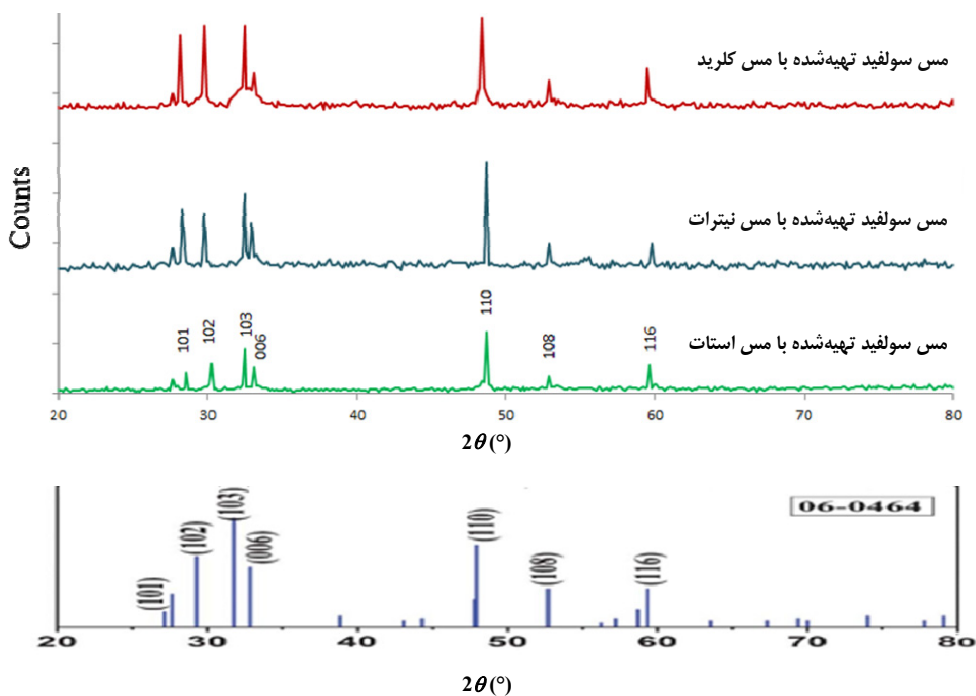 Counts
مس سولفید تهیه‌شده با مس کلرید
مس سولفید تهیه‌شده با مس نیترات
مس سولفید تهیه‌شده با مس استات
101
102
103
006
110
108
116
20 30 40 50 60 70 80
2θ (°)
06-0464
(101)
(102)
(103)
(006)
(110)
(108)
(116)
20 30 40 50 60 70 80
2θ (°)